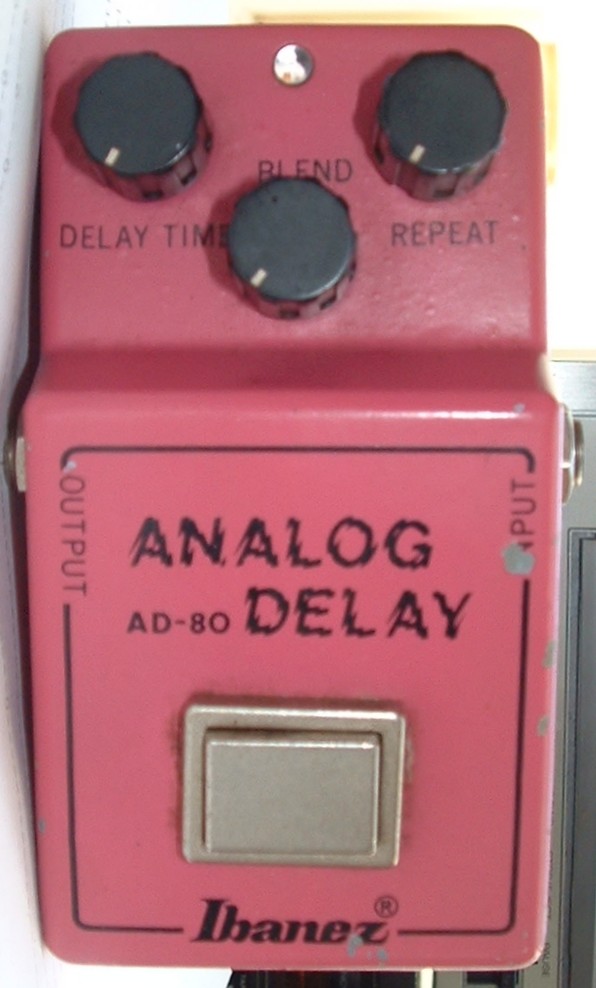 BLEND
DELAY TIME
REPEAT
OUTPUT
ANALOG
AD-80 DELAY
Ibanez®